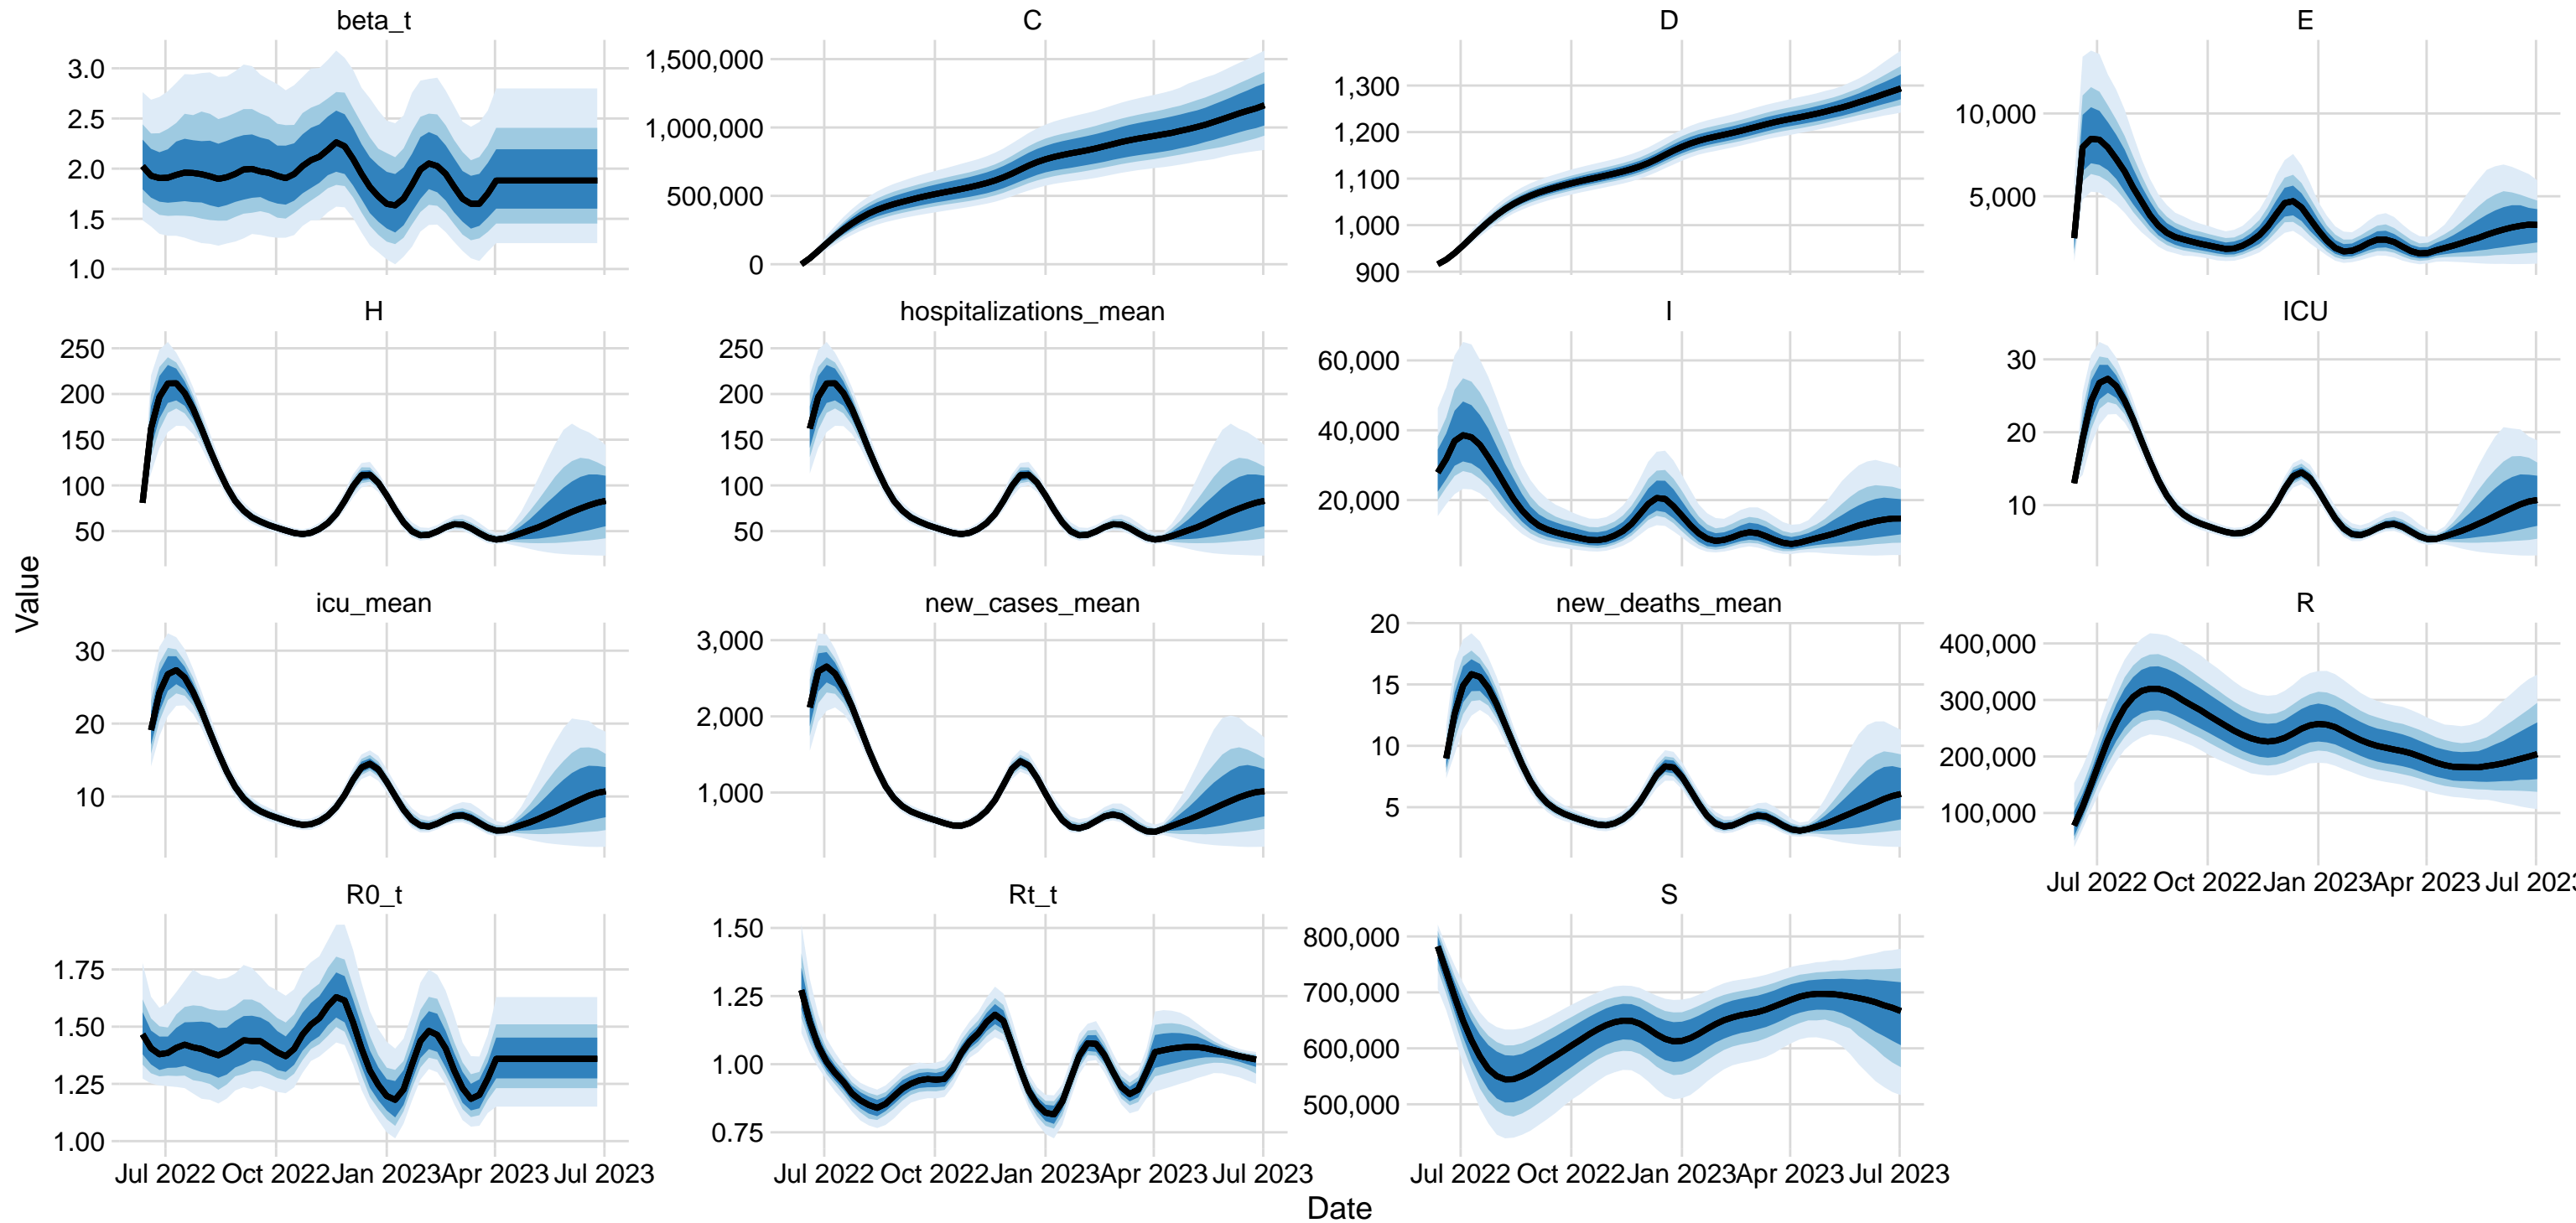 beta_t
C
D
E
3.0
2.5
2.0
1.5
1.0
1,500,000
1,000,000
500,000
0
1,300
1,200
1,100
1,000
900
10,000
5,000
H
hospitalizations_mean
I
ICU
250
200
150
100
50
250
200
150
100
50
60,000
40,000
20,000
30
20
10
icu_mean
new_cases_mean
new_deaths_mean
R
30
20
10
3,000
2,000
1,000
20
15
10
5
400,000
300,000
200,000
100,000
Jul 2022 Oct 2022 Jan 2023 Apr 2023 Jul 202
R0_t
Rt_t
S
1.75
1.50
1.25
1.00
1.50
1.25
1.00
0.75
800,000
700,000
600,000
500,000
Jul 2022 Oct 2022 Jan 2023 Apr 2023 Jul 2023
Jul 2022 Oct 2022 Jan 2023 Apr 2023 Jul 2023
Jul 2022 Oct 2022 Jan 2023 Apr 2023 Jul 2023
Value
Date